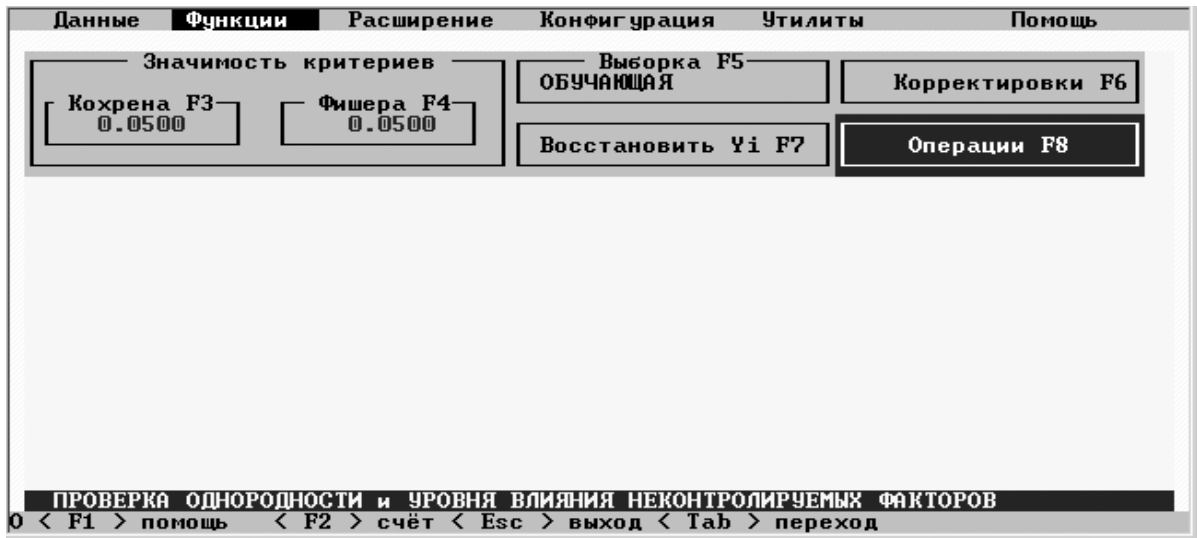 Данные Функции Расширение Конфигурация Утилиты Помощь
Значимость критериев
Выборка F5
ОБУЧАЮЩАЯ
Корректировки F6
Кохрена F3
Фишера F4
0.0500
0.0500
Восстановить Yi F7
Операции F8
ПРОВЕРКА ОДНОРОДНОСТИ и УРОВНЯ ВЛИЯНИЯ НЕКОНТРОЛИРУЕМЫХ ФАКТОРОВ
О < F1 > помощь < F2 > счёт < Esc > выход < Tab > переход